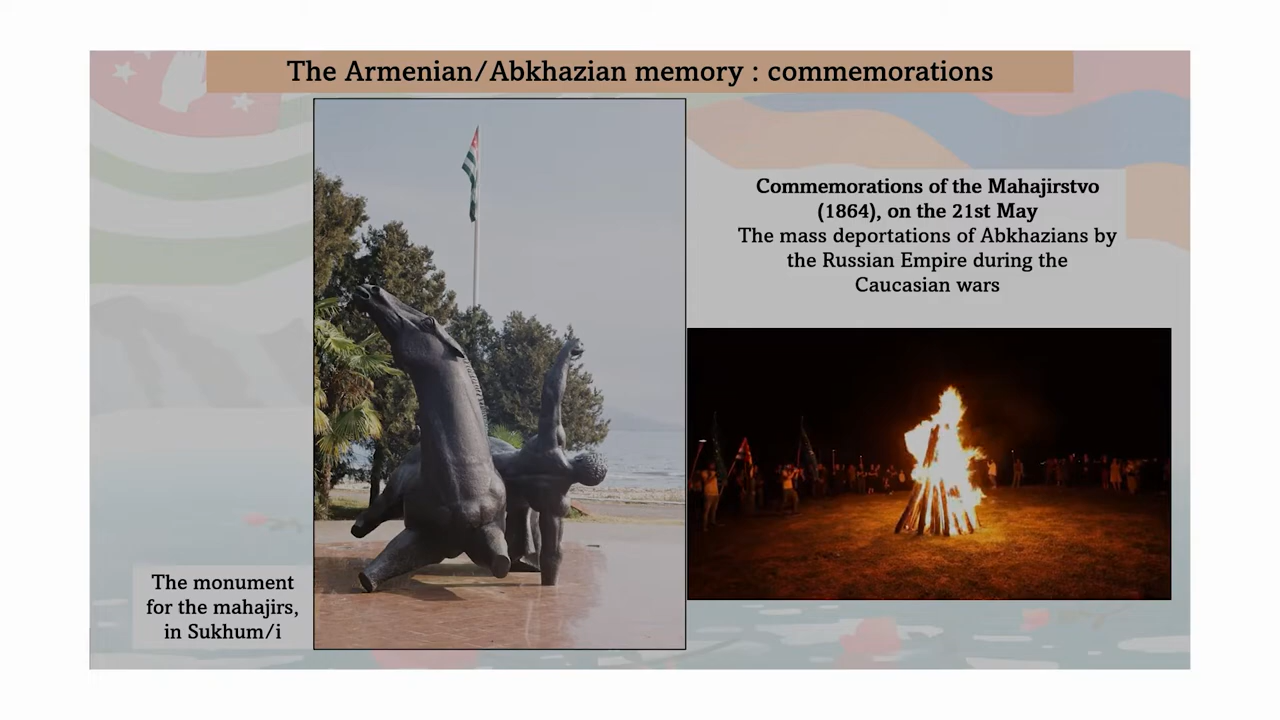 The Armenian/Abkhazian memory : commemorations
Commemorations of the Mahajirstvo
(1864), on the 21st May
The mass deportations of Abkhazians by
the Russian Empire during the
Caucasian wars
The monument
for the mahajirs,
in Sukhum/i